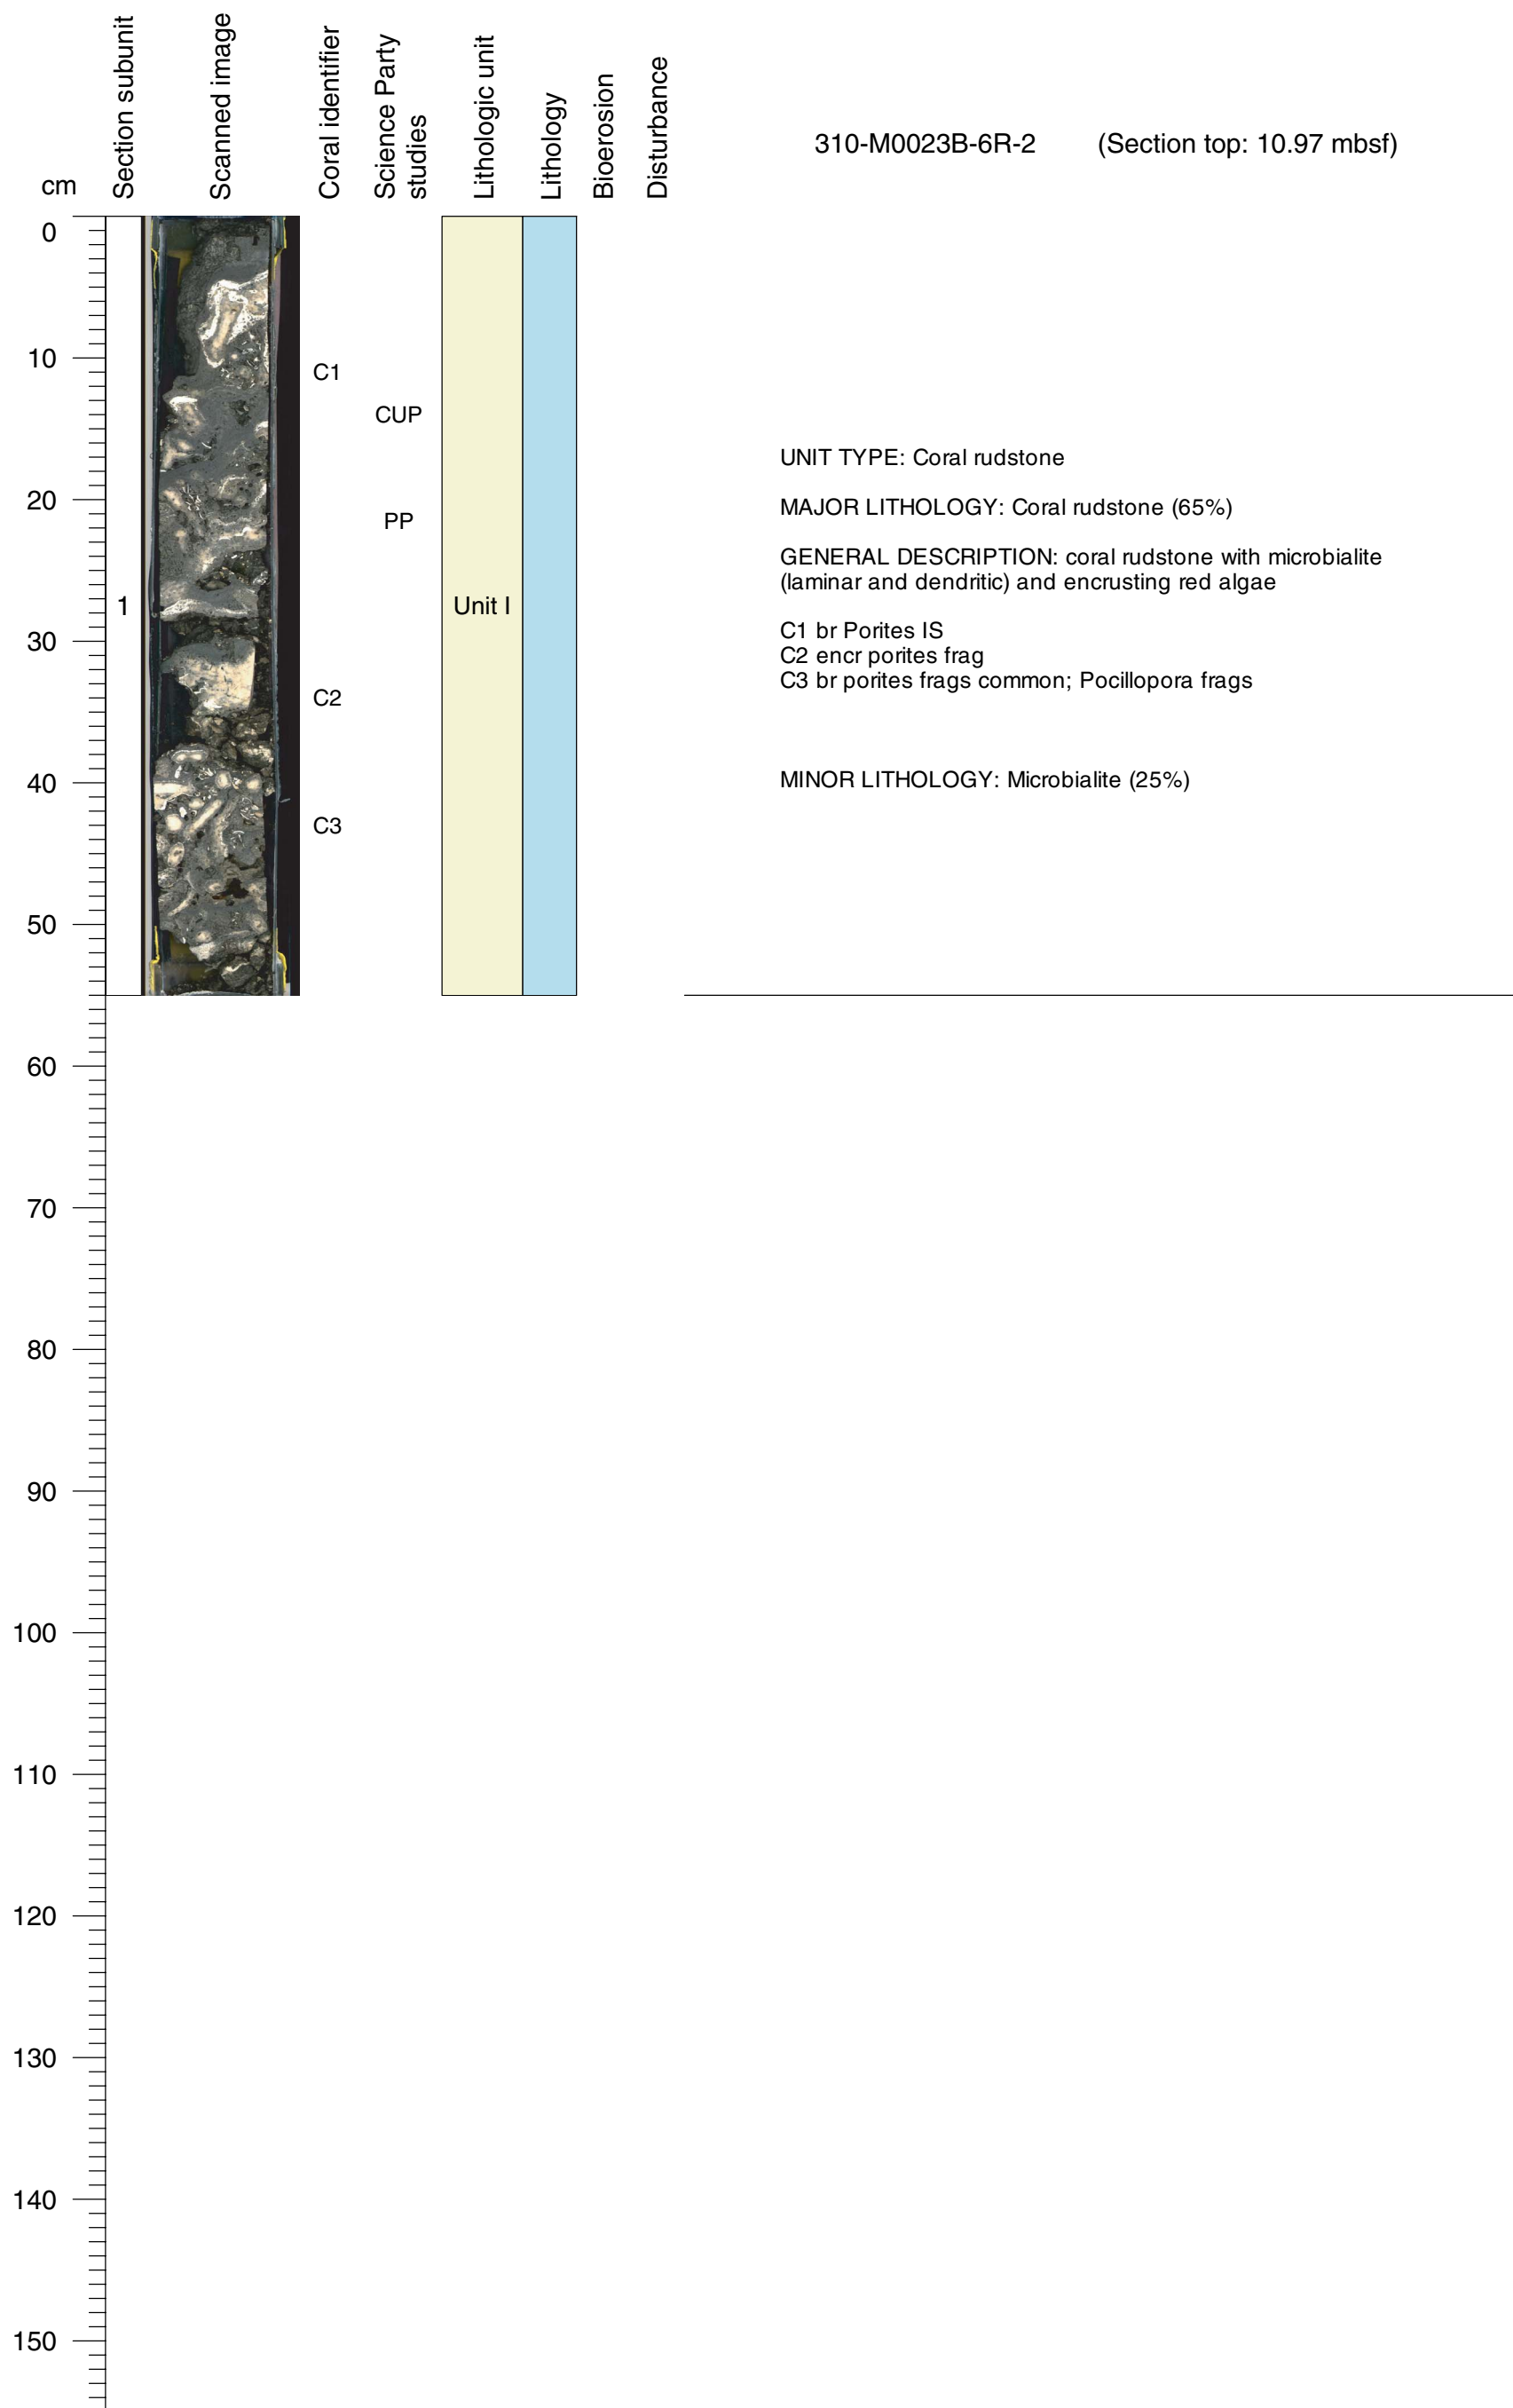 Section subunit
Scanned image
Coral identifier
Science Party
studies
Lithologic unit
Lithology
Bioerosion
Disturbance
310-M0023B-6R-2 (Section top: 10.97 mbsf)
cm
0
10
C1
CUP
UNIT TYPE: Coral rudstone
20
MAJOR LITHOLOGY: Coral rudstone (65%)
PP
GENERAL DESCRIPTION: coral rudstone with microbialite
(laminar and dendritic) and encrusting red algae
1
Unit I
30
C1 br Porites IS
C2 encr porites frag
C3 br porites frags common; Pocillopora frags
C2
40
MINOR LITHOLOGY: Microbialite (25%)
C3
50
60
70
80
90
100
110
120
130
140
150